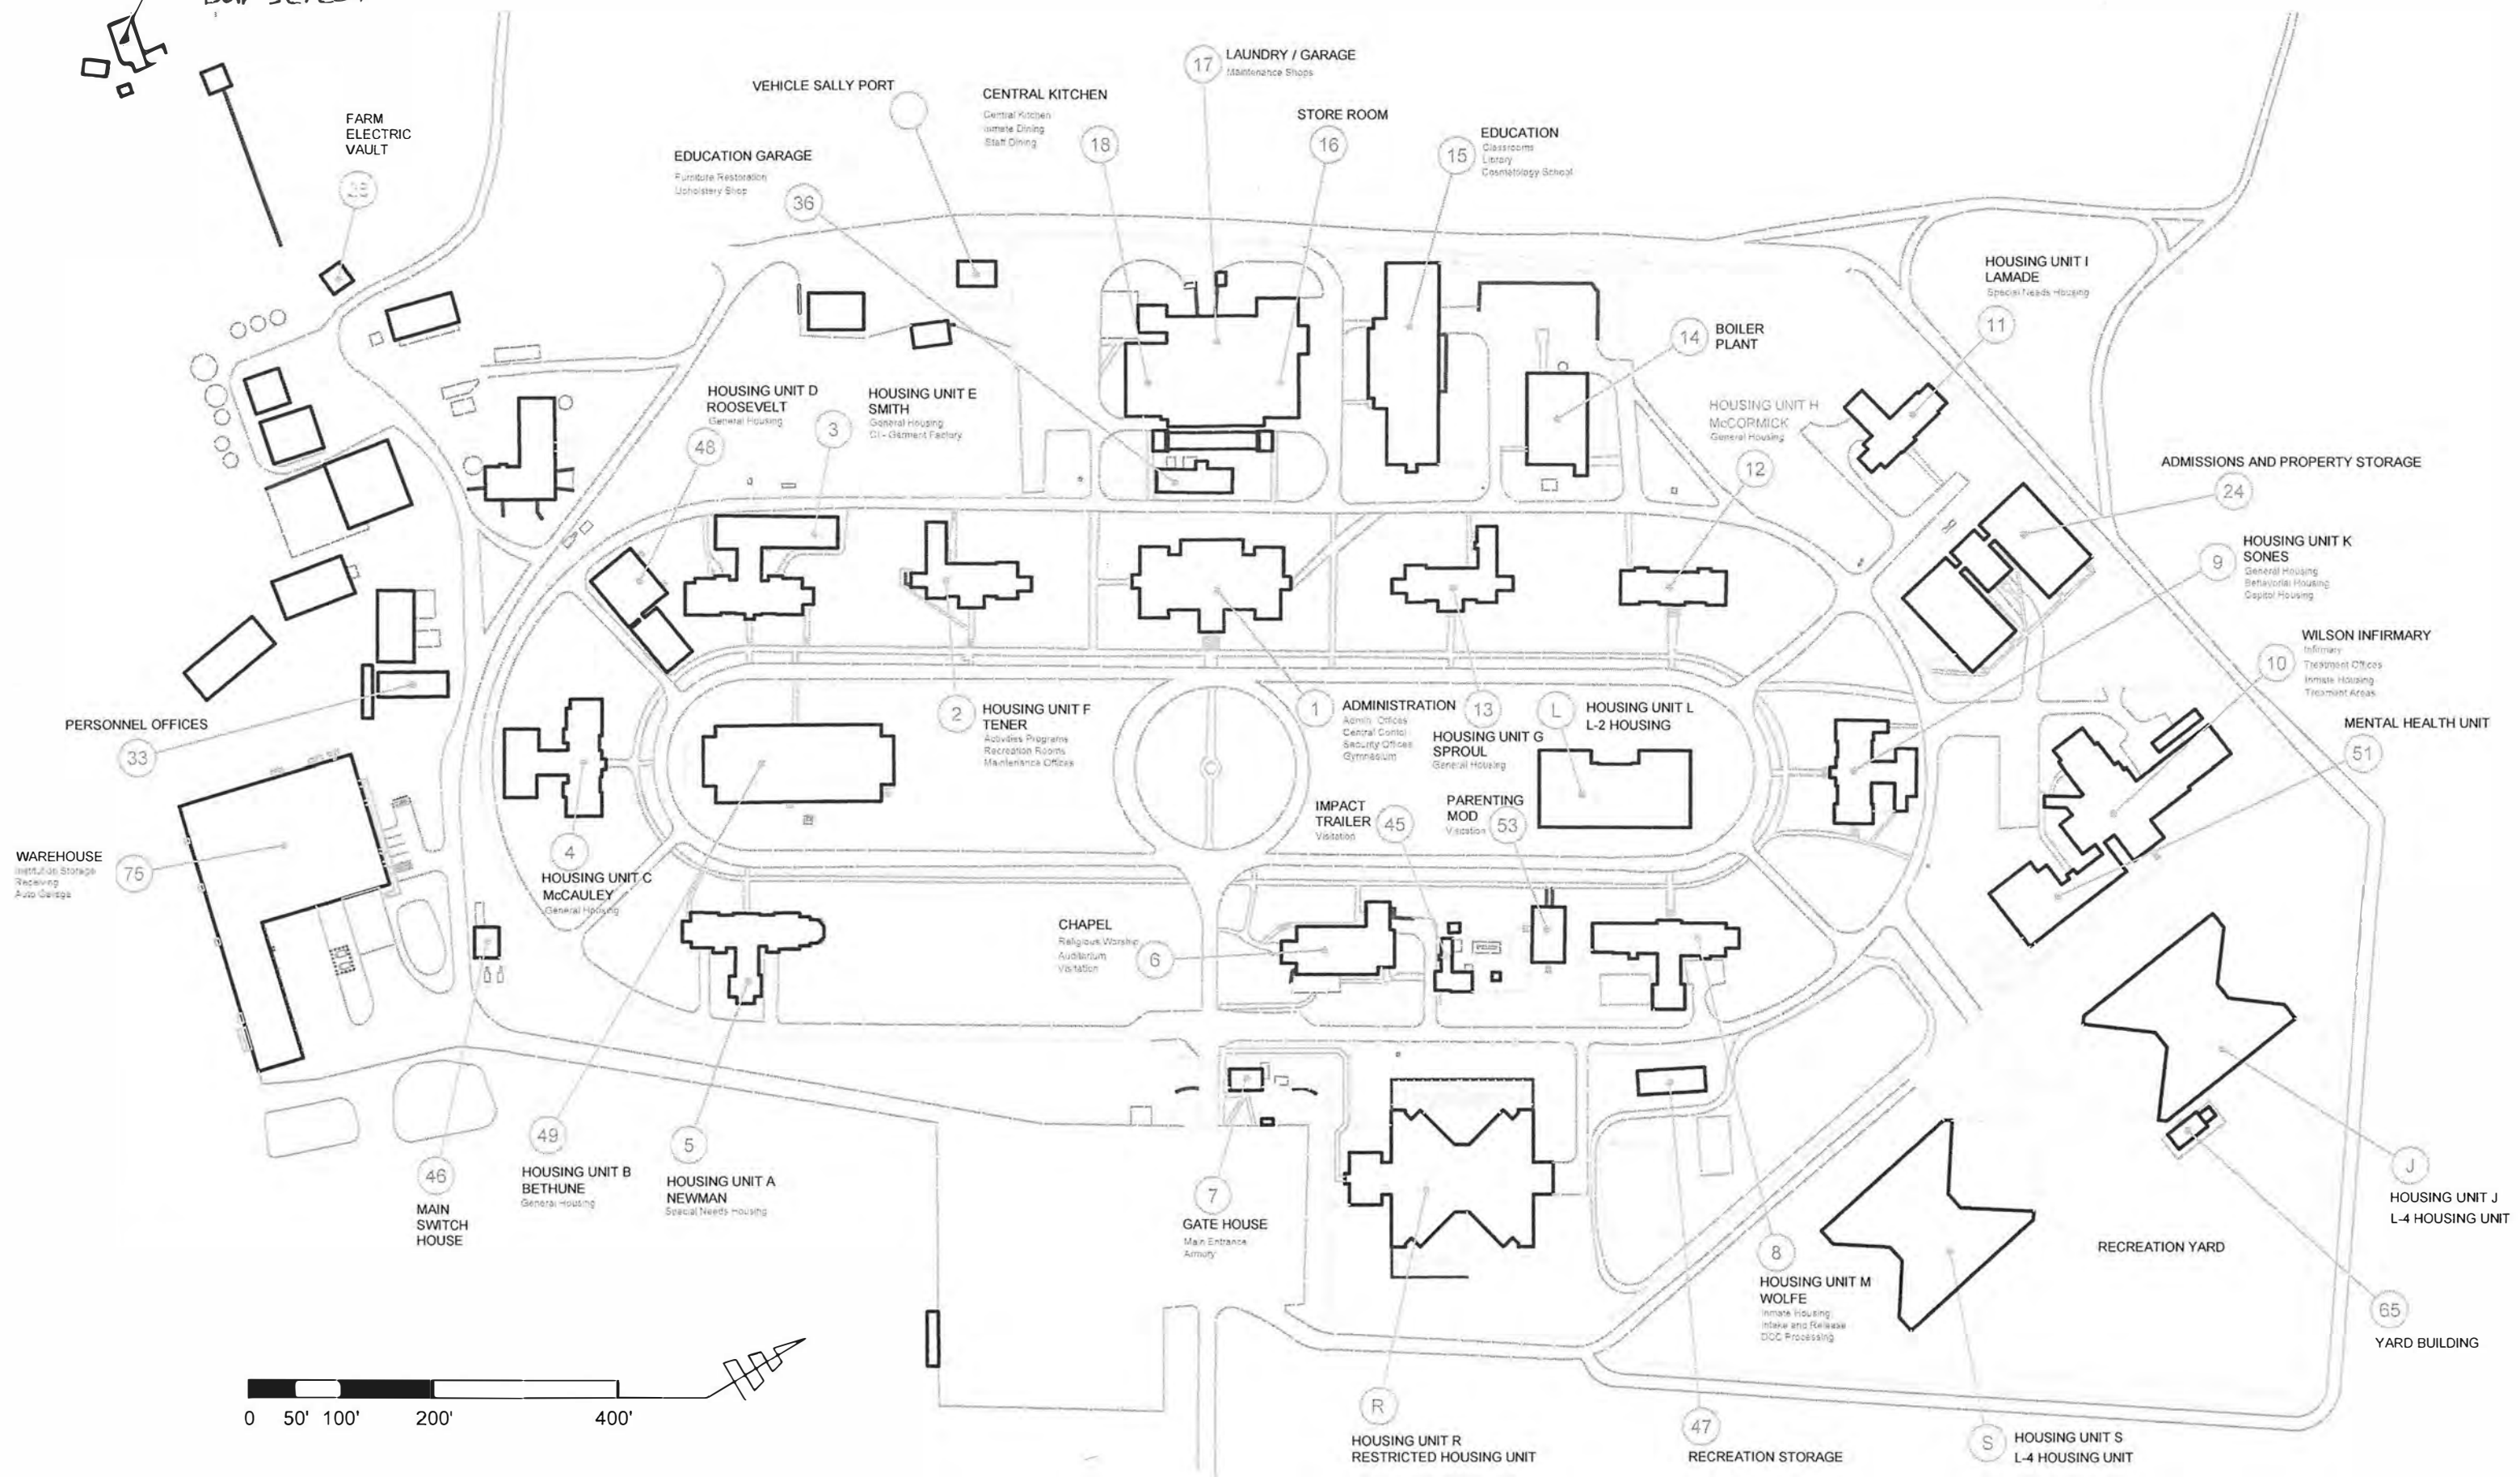 FARM
ELECTRIC
VAULT
VEHICLE SALLY PORT
EDUCATION GARAGE
Furniture Restoration
Upholstery Shop
36
CENTRAL KITCHEN
Central Kitchen
Inmate Dining
Staff Dining
18
17
LAUNDRY / GARAGE
Maintenance Shops
STORE ROOM
16
15
EDUCATION
Classrooms
Library
Cosmetology School
14
BOILER
PLANT
HOUSING UNIT I
LAMADE
Special Needs Housing
11
HOUSING UNIT D
ROOSEVELT
General Housing
48
3
HOUSING UNIT E
SMITH
General Housing
CI - Garment Factory
HOUSING UNIT H
McCORMICK
General Housing
12
ADMISSIONS AND PROPERTY STORAGE
24
9
HOUSING UNIT K
SONES
General Housing
Behavorial Housing
Capitol Housing
WILSON INFIRMARY
10
Infirmary
Treatment Offices
Inmate Housing
Treament Areas
MENTAL HEALTH UNIT
51
PERSONNEL OFFICES
33
2
HOUSING UNIT F
TENER
Activities Programs
Recreation Rooms
Maintenance Offices
1
ADMINISTRATION
Admin. Offices
Central Contol
Security Offices
Gymnasium
13
HOUSING UNIT G
SPROUL
General Housing
L
HOUSING UNIT L
L-2 HOUSING
IMPACT
TRAILER
Visitation
45
PARENTING
MOD
Visitation
53
WAREHOUSE
Institution Storage
Receiving
Auto Garage
75
4
HOUSING UNIT C
McCAULEY
General Housing
CHAPEL
Religious Worship
Auditorium
Visitation
6
46
MAIN
SWITCH
HOUSE
49
HOUSING UNIT B
BETHUNE
General Housing
5
HOUSING UNIT A
NEWMAN
Special Needs Housing
7
GATE HOUSE
Main Entrance
Armory
8
HOUSING UNIT M
WOLFE
Inmate Housing
Intake and Release
DOC Processing
J
HOUSING UNIT J
L-4 HOUSING UNIT
RECREATION YARD
65
YARD BUILDING
R
HOUSING UNIT R
RESTRICTED HOUSING UNIT
47
RECREATION STORAGE
S
HOUSING UNIT S
L-4 HOUSING UNIT
0 50' 100' 200' 400'